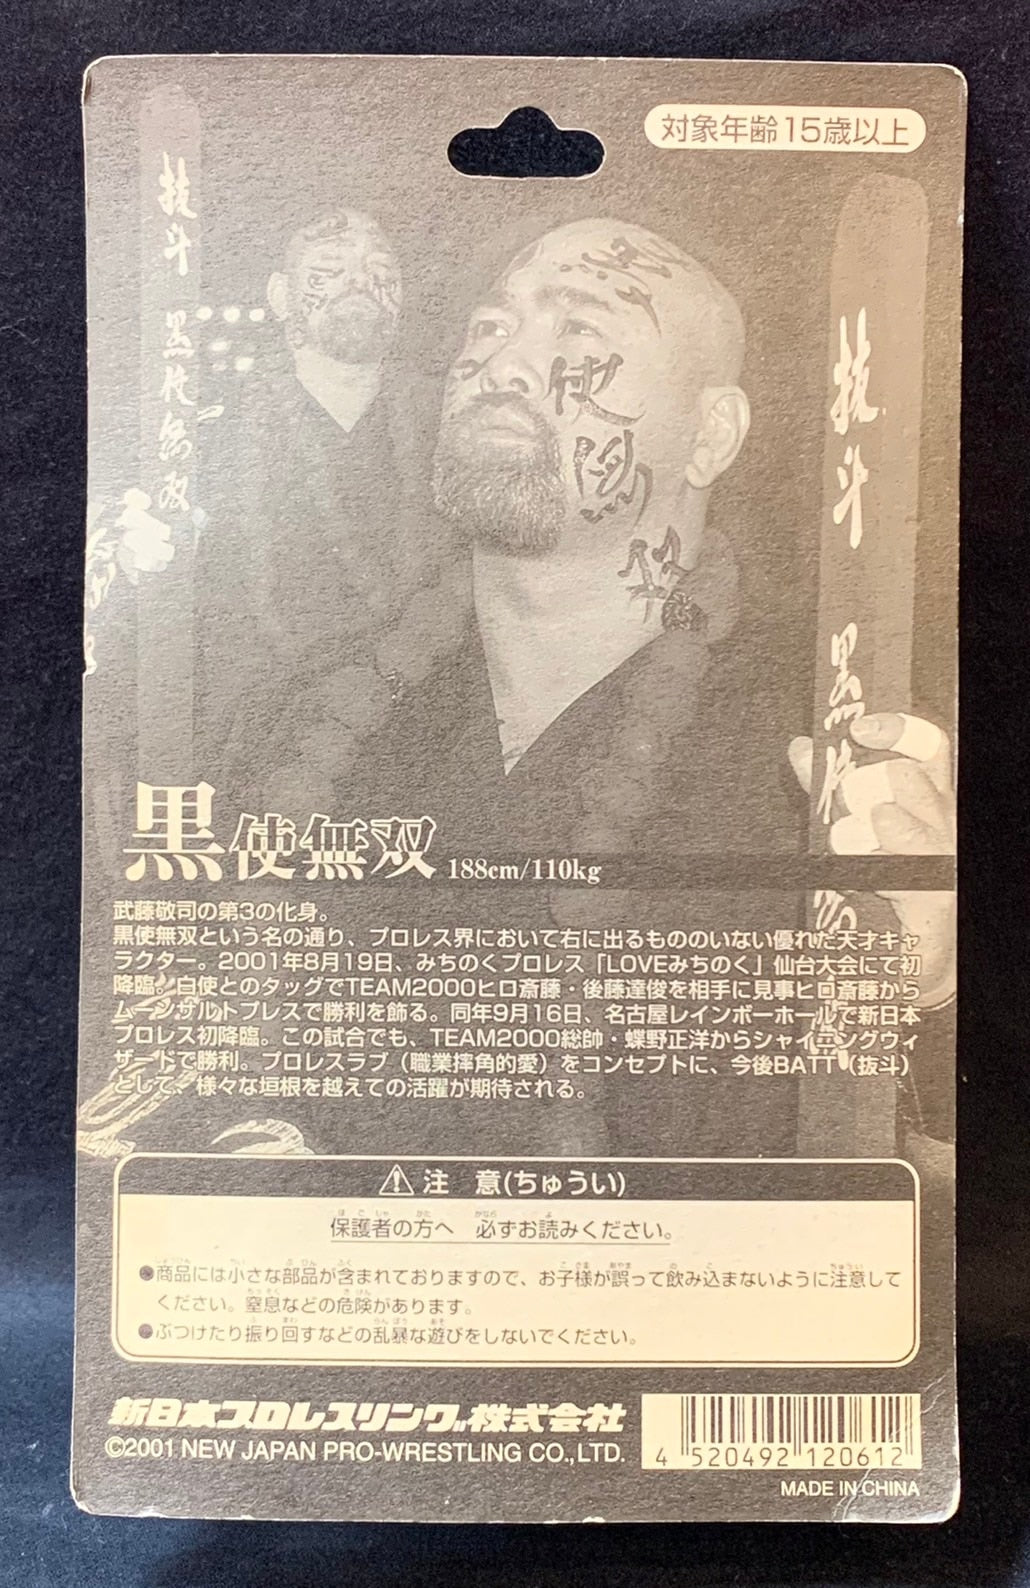 対象年齢15歳以上
技斗 黒使無双
使
技斗 黒使
黒使無双 188cm/110kg
武藤敬司の第3の化身。
黒使無双という名の通り、プロレス界において右に出るもののいない優れた天才キャ
ラクター。2001年8月19日、みちのくプロレス「LOVEみちのく」仙台大会にて初
降臨。白使とのタッグでTEAM2000ヒロ斎藤・後藤達俊を相手に見事ヒロ斎藤から
ムーンサルトプレスで勝利を飾る。同年9月16日、名古屋レインボーホールで新日本
プロレス初降臨。この試合でも、TEAM2000総帥・蝶野正洋からシャイニングウィ
ザードで勝利。プロレスラブ（職業摔角的愛）をコンセプトに、今後BATT（抜斗）
として、様々な垣根を越えての活躍が期待される。
⚠注 意(ちゅうい)
保護者の方へ 必ずお読みください。
●商品には小さな部品が含まれておりますので、お子様が誤って飲み込まないように注意して
ください。窒息などの危険があります。
●ぶつけたり振り回すなどの乱暴な遊びをしないでください。
新日本プロレスリング株式会社
©2001 NEW JAPAN PRO-WRESTLING CO.,LTD.
4 520492 120612
MADE IN CHINA